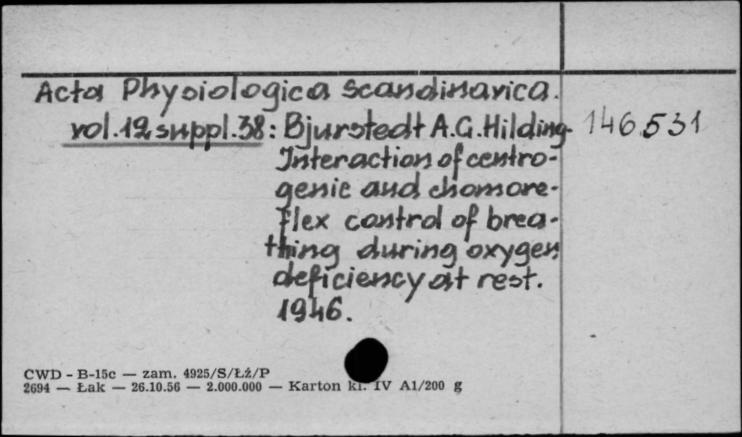 Acta Physiologica Scandinavica.
vol.12 suppl.38: Bjurstedt A.G. Hilding. 146531
Interaction of centro-
genic and chomore-
flex control of brea-
thing during oxygen
deficiency at rest.
1946.
CWD - B-15c — zam. 4925/S/Łź/P
2694 — Łak — 26.10.56 — 2.000.000 — Karton kl. IV A1/200 g